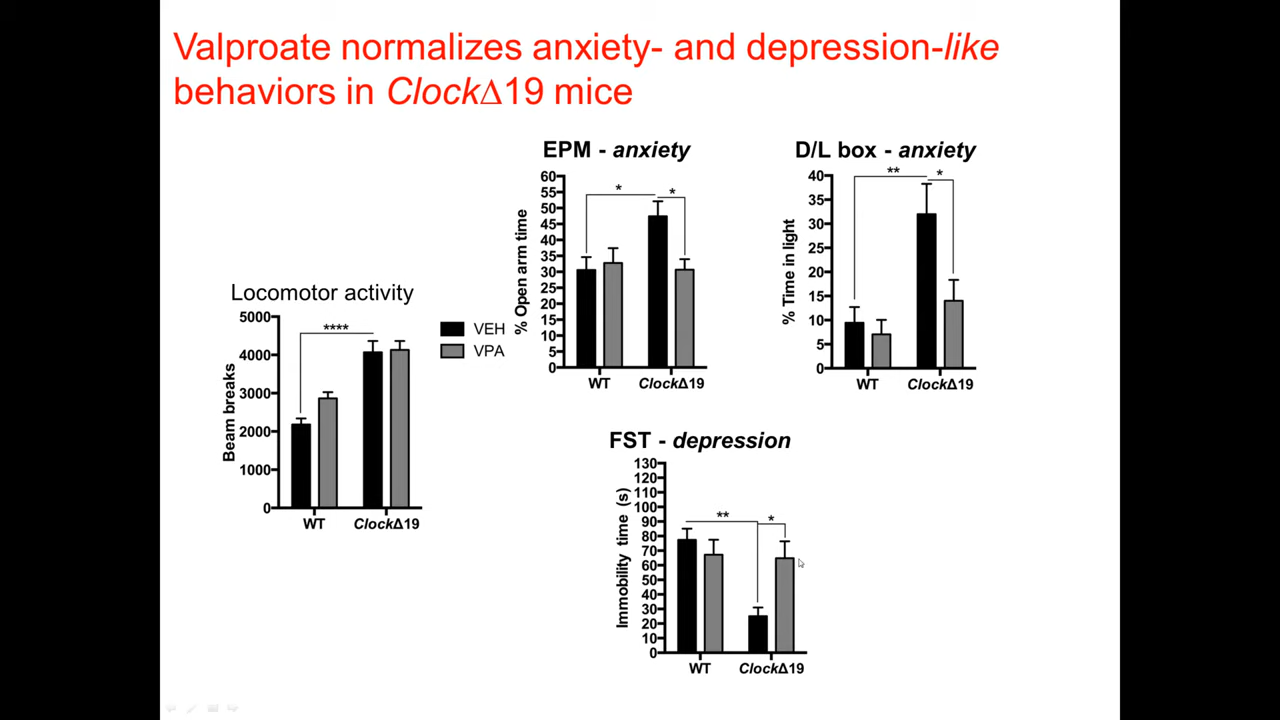 Valproate normalizes anxiety- and depression-like
behaviors in ClockΔ19 mice
EPM - anxiety
60
55
50
45
40
35
30
25
20
15
10
5
0
% Open arm time
*
*
WT
ClockΔ19
D/L box - anxiety
40
35
30
25
20
15
10
5
0
% Time in light
**
*
WT
ClockΔ19
Locomotor activity
5000
4000
3000
2000
1000
0
Beam breaks
****
WT
ClockΔ19
VEH
VPA
FST - depression
130
120
110
100
90
80
70
60
50
40
30
20
10
0
Immobility time (s)
**
*
WT
ClockΔ19